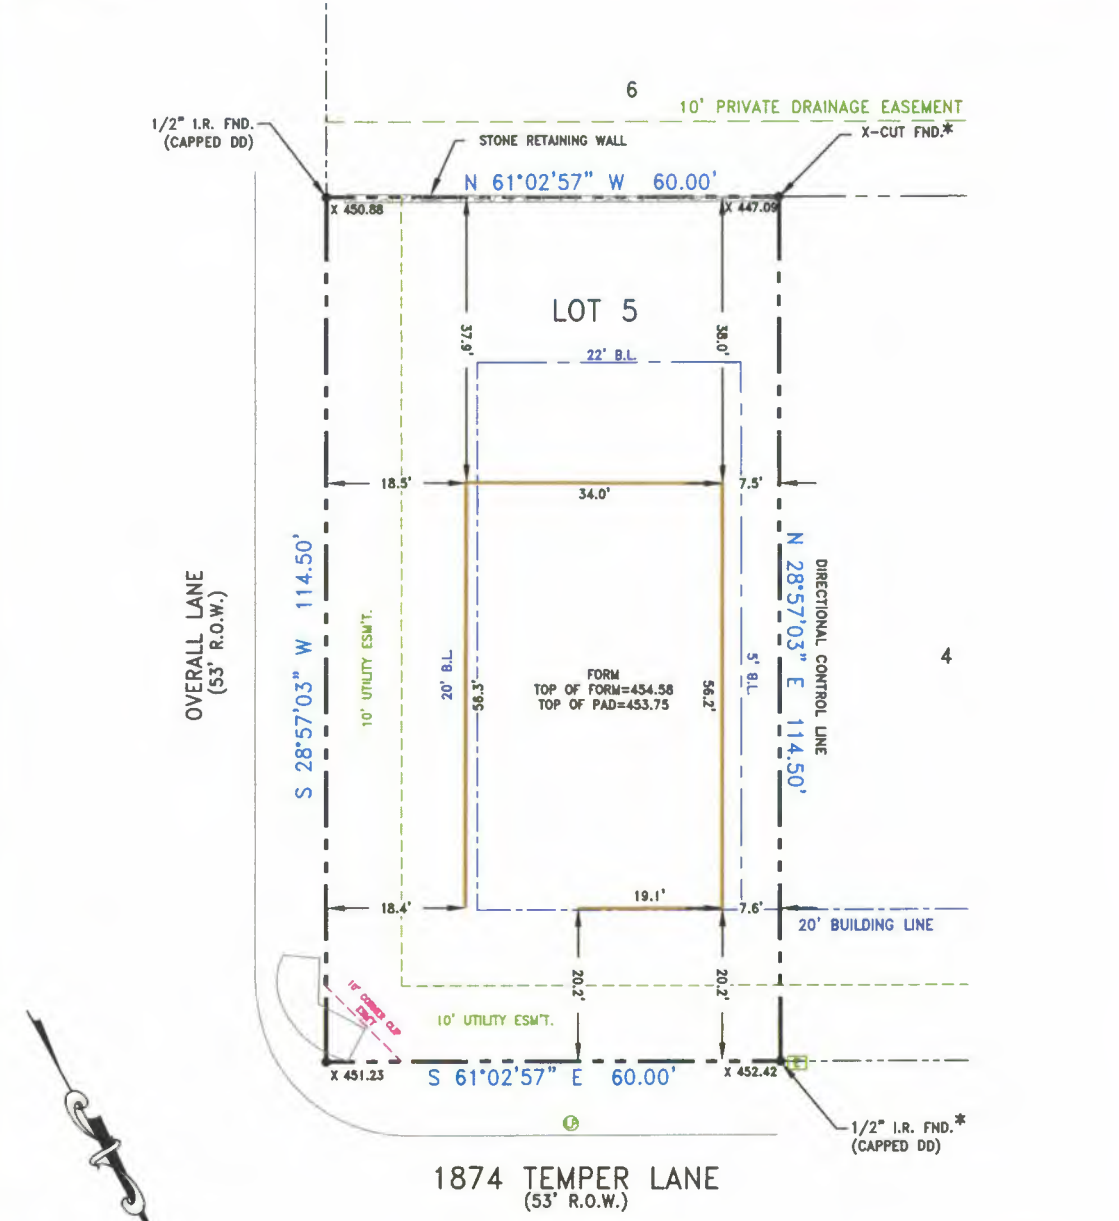 6
10' PRIVATE DRAINAGE EASEMENT
1/2" I.R. FND.
(CAPPED DD)
X-CUT FND.*
STONE RETAINING WALL
N 61°02'57" W 60.00'
X 450.88
X 447.09
LOT 5
37.9'
38.0'
22' B.L.
18.5'
34.0'
7.5'
OVERALL LANE
(53' R.O.W.)
S 28°57'03" W 114.50'
10' UTILITY ESM'T.
20' B.L.
56.3'
FORM
TOP OF FORM=454.58
TOP OF PAD=453.75
56.2'
5' B.L.
N 28°57'03" E 114.50'
DIRECTIONAL CONTROL LINE
4
18.4'
19.1'
7.6'
20' BUILDING LINE
20.2'
20.2'
10' CORNER CLIP
ESM'T
10' UTILITY ESM'T.
X 451.23
S 61°02'57" E 60.00'
X 452.42
1/2" I.R. FND.*
(CAPPED DD)
1874 TEMPER LANE
(53' R.O.W.)